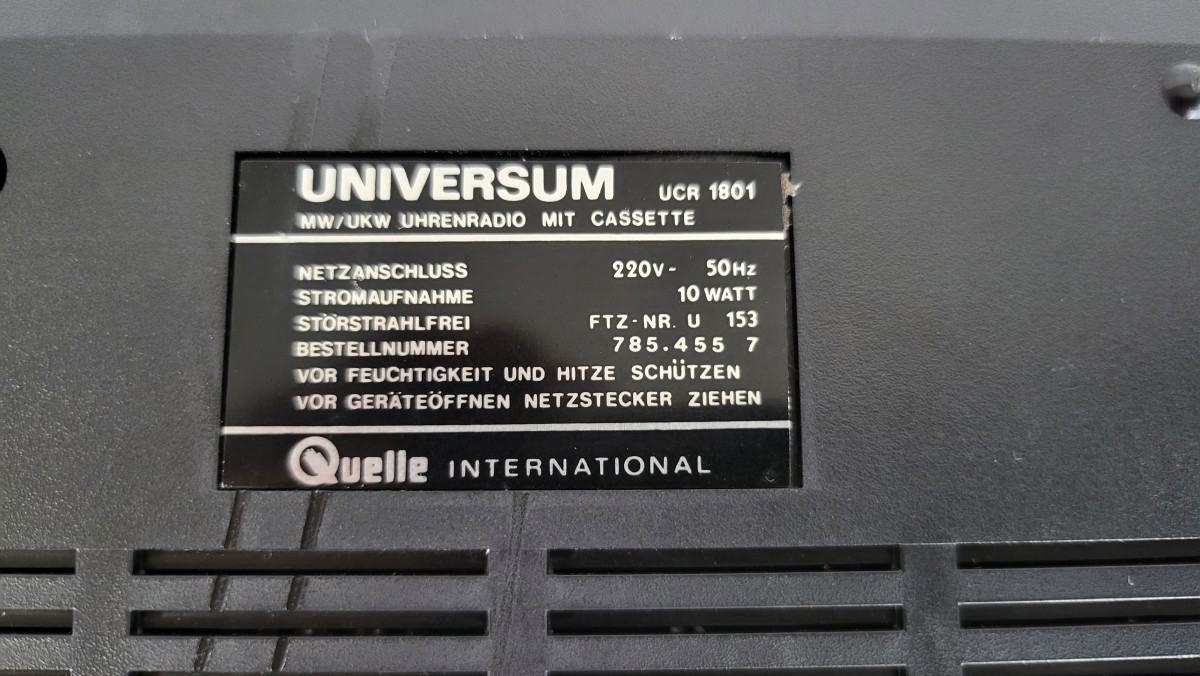 UNIVERSUM UCR 1801
MW/UKW UHRENRADIO MIT CASSETTE
NETZANSCHLUSS 220V~ 50Hz
STROMAUFNAHME 10 WATT
STÖRSTRAHLFREI FTZ-NR. U 153
BESTELLNUMMER 785.455 7
VOR FEUCHTIGKEIT UND HITZE SCHÜTZEN
VOR GERÄTEÖFFNEN NETZSTECKER ZIEHEN
Quelle INTERNATIONAL